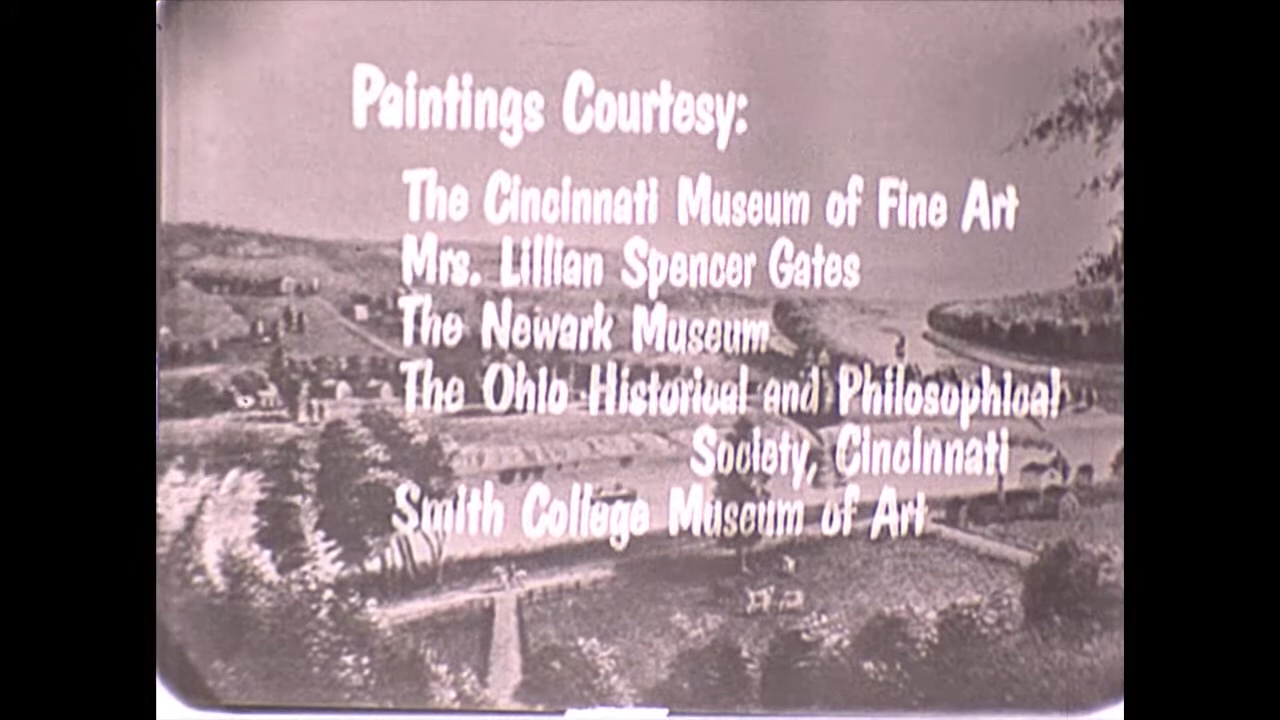 Paintings Courtesy:
The Cincinnati Museum of Fine Art
Mrs. Lillian Spencer Gates
The Newark Museum
The Ohio Historical and Philosophical
Society, Cincinnati
Smith College Museum of Art